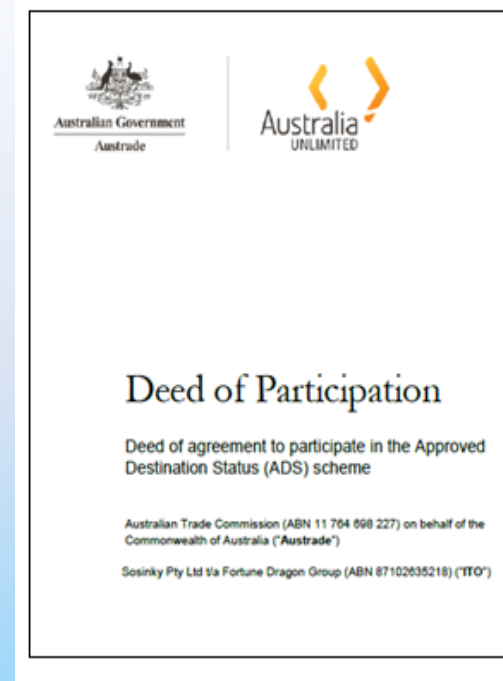 Australian Government
Austrade
Australia
UNLIMITED
Deed of Participation
Deed of agreement to participate in the Approved
Destination Status (ADS) scheme
Australian Trade Commission (ABN 11 764 698 227) on behalf of the
Commonwealth of Australia ("Austrade")
Sosinky Pty Ltd t/a Fortune Dragon Group (ABN 87102635218) ("ITO")